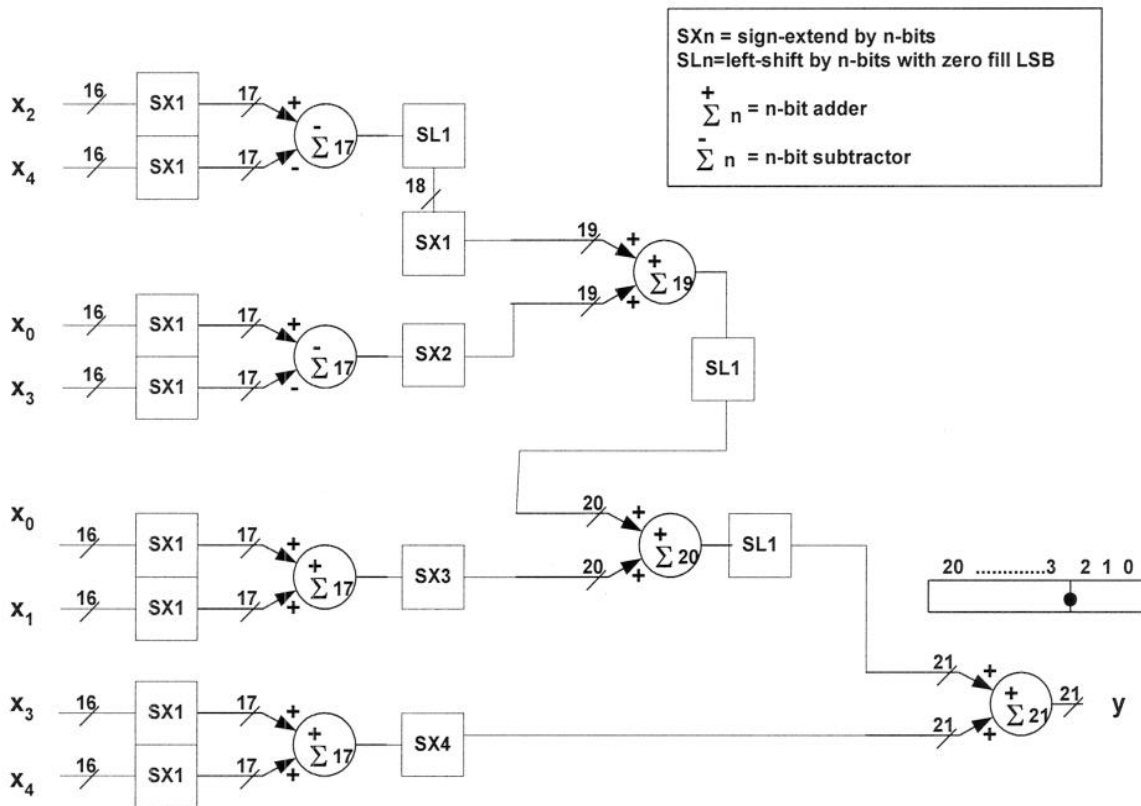 SXn = sign-extend by n-bits
SLn=left-shift by n-bits with zero fill LSB
+
Σ n = n-bit adder
-
Σ n = n-bit subtractor
x2 16 SX1 17 +
-
Σ 17
SL1
x4 16 SX1 17 -
18
SX1 19 +
+
Σ 19
x0 16 SX1 17 +
-
Σ 17
SX2 19 +
x3 16 SX1 17 -
SL1
x0 16 SX1 17 +
+
Σ 17
SX3 20 +
x1 16 SX1 17 +
20 +
+
Σ 20
SL1
20 .............3 2 1 0
x3 16 SX1 17 +
+
Σ 17
SX4 21 +
x4 16 SX1 17 +
21 +
+
Σ 21
21 y